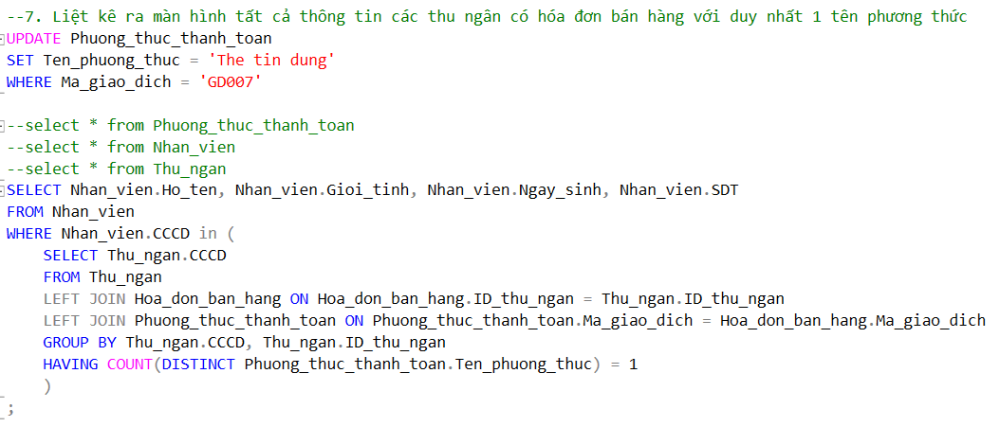 --7. Liệt kê ra màn hình tất cả thông tin các thu ngân có hóa đơn bán hàng với duy nhất 1 tên phương thức
UPDATE Phuong_thuc_thanh_toan
SET Ten_phuong_thuc = 'The tin dung'
WHERE Ma_giao_dich = 'GD007'
--select * from Phuong_thuc_thanh_toan
--select * from Nhan_vien
--select * from Thu_ngan
SELECT Nhan_vien.Ho_ten, Nhan_vien.Gioi_tinh, Nhan_vien.Ngay_sinh, Nhan_vien.SDT
FROM Nhan_vien
WHERE Nhan_vien.CCCD in (
SELECT Thu_ngan.CCCD
FROM Thu_ngan
LEFT JOIN Hoa_don_ban_hang ON Hoa_don_ban_hang.ID_thu_ngan = Thu_ngan.ID_thu_ngan
LEFT JOIN Phuong_thuc_thanh_toan ON Phuong_thuc_thanh_toan.Ma_giao_dich = Hoa_don_ban_hang.Ma_giao_dich
GROUP BY Thu_ngan.CCCD, Thu_ngan.ID_thu_ngan
HAVING COUNT(DISTINCT Phuong_thuc_thanh_toan.Ten_phuong_thuc) = 1
)
;